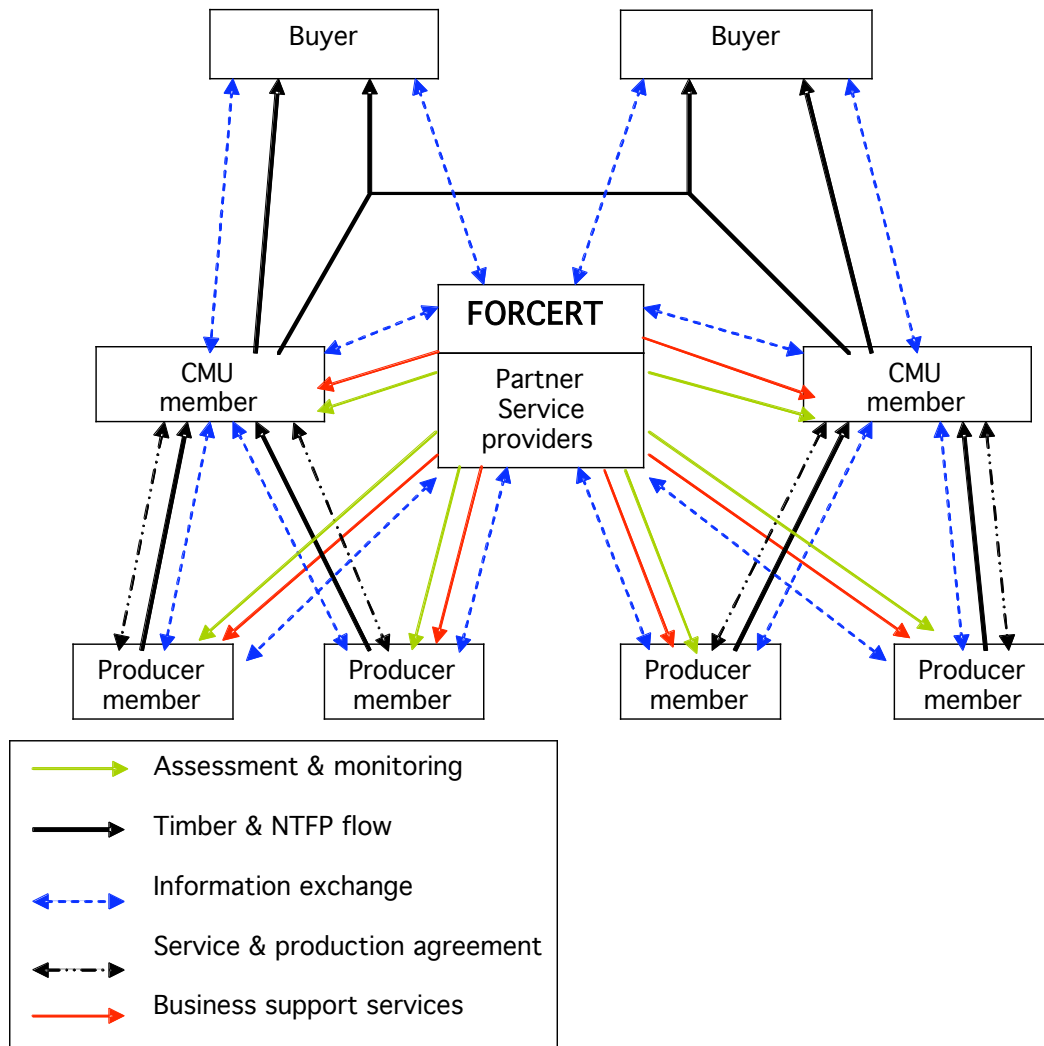 Buyer
Buyer
FORCERT
Partner
Service
providers
CMU
member
CMU
member
Producer
member
Producer
member
Producer
member
Producer
member
Assessment & monitoring
Timber & NTFP flow
Information exchange
Service & production agreement
Business support services